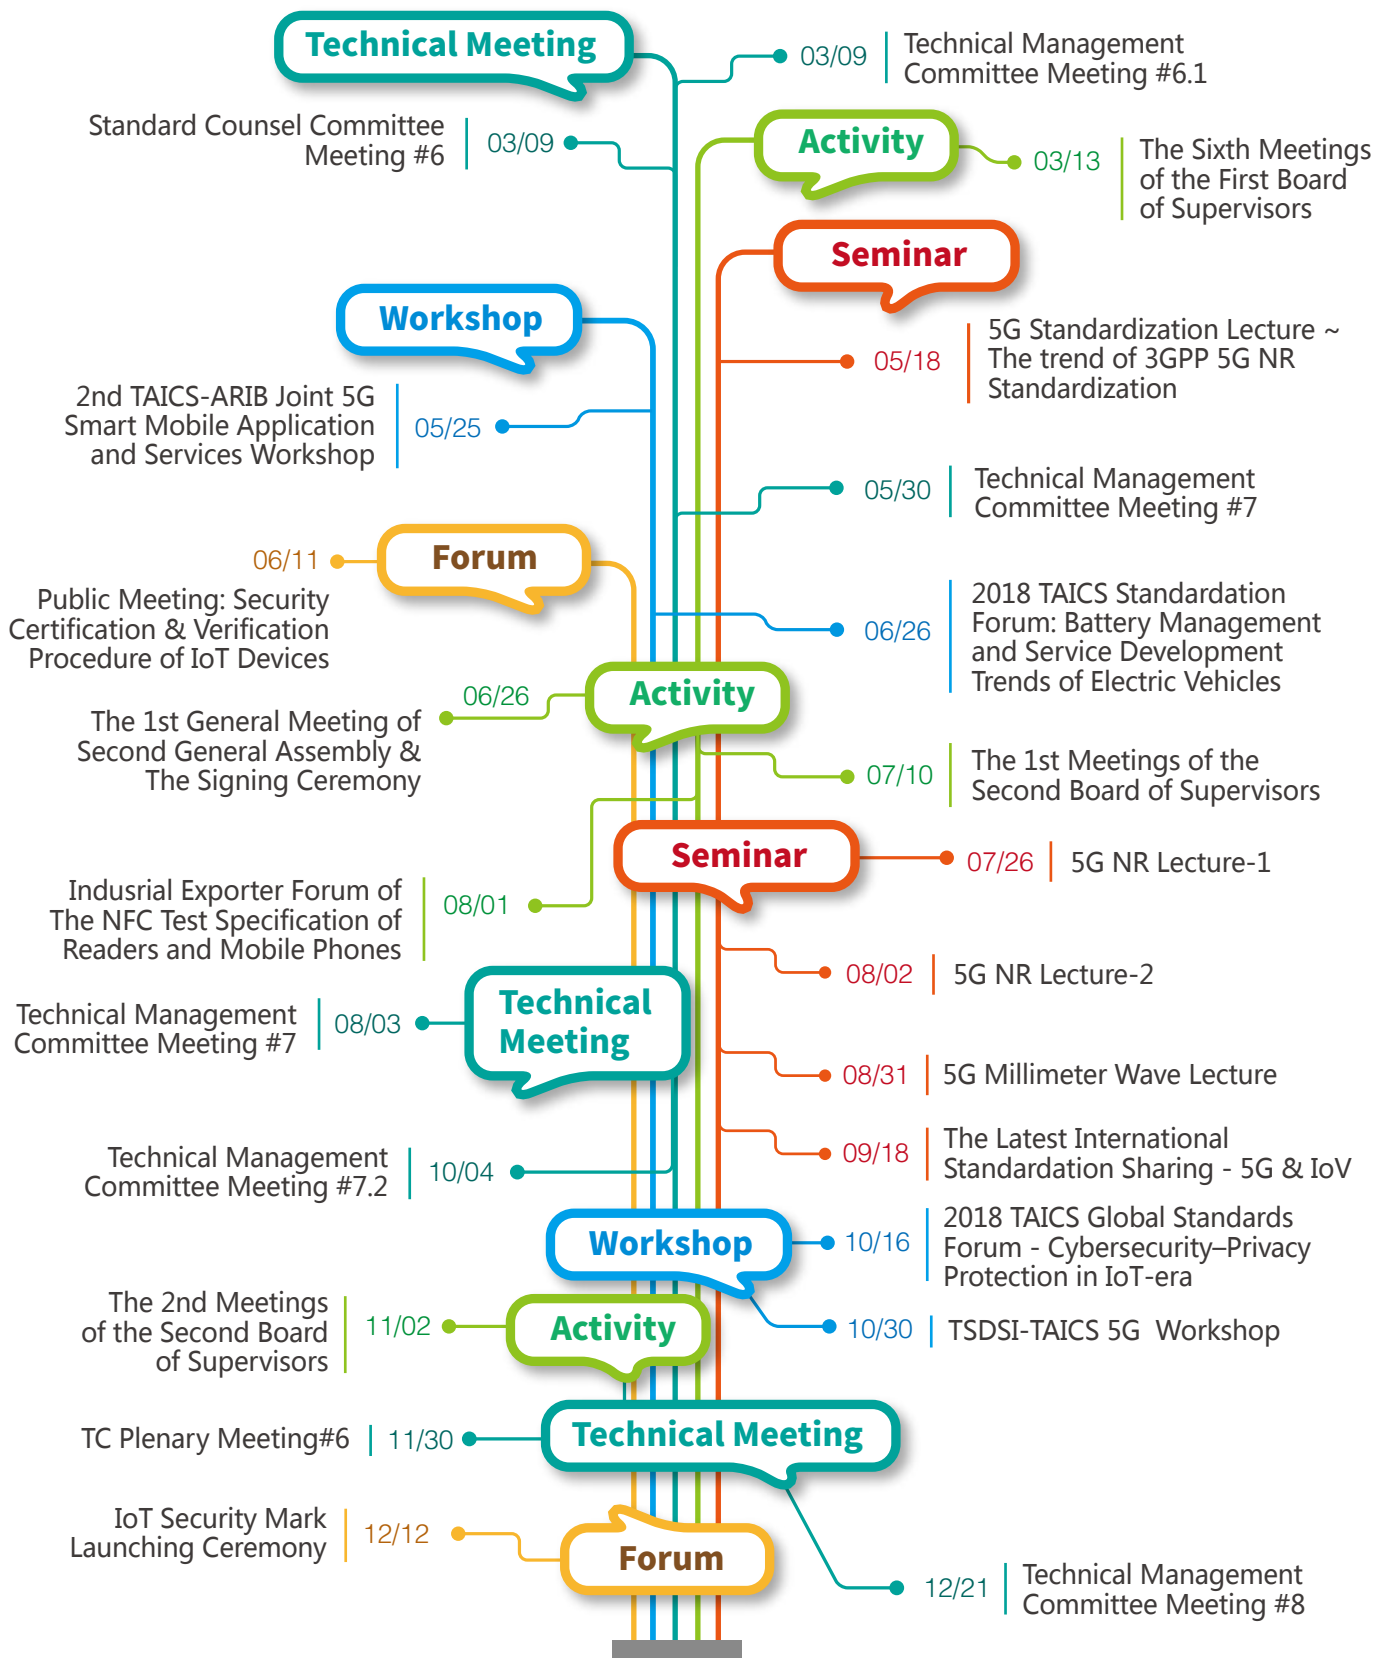 Technical Meeting
03/09
Technical Management
Committee Meeting #6.1
Standard Counsel Committee
Meeting #6
03/09
Activity
03/13
The Sixth Meetings
of the First Board
of Supervisors
Seminar
Workshop
05/18
5G Standardization Lecture ~
The trend of 3GPP 5G NR
Standardization
2nd TAICS-ARIB Joint 5G
Smart Mobile Application
and Services Workshop
05/25
05/30
Technical Management
Committee Meeting #7
06/11
Forum
Public Meeting: Security
Certification & Verification
Procedure of IoT Devices
06/26
2018 TAICS Standardation
Forum: Battery Management
and Service Development
Trends of Electric Vehicles
Activity
06/26
The 1st General Meeting of
Second General Assembly &
The Signing Ceremony
07/10
The 1st Meetings of the
Second Board of Supervisors
Seminar
07/26
5G NR Lecture-1
Indusrial Exporter Forum of
The NFC Test Specification of
Readers and Mobile Phones
08/01
08/02
5G NR Lecture-2
Technical
Meeting
Technical Management
Committee Meeting #7
08/03
08/31
5G Millimeter Wave Lecture
09/18
The Latest International
Standardation Sharing - 5G & IoV
Technical Management
Committee Meeting #7.2
10/04
Workshop
10/16
2018 TAICS Global Standards
Forum - Cybersecurity–Privacy
Protection in IoT-era
The 2nd Meetings
of the Second Board
of Supervisors
11/02
Activity
10/30
TSDSI-TAICS 5G Workshop
TC Plenary Meeting#6
11/30
Technical Meeting
IoT Security Mark
Launching Ceremony
12/12
Forum
12/21
Technical Management
Committee Meeting #8